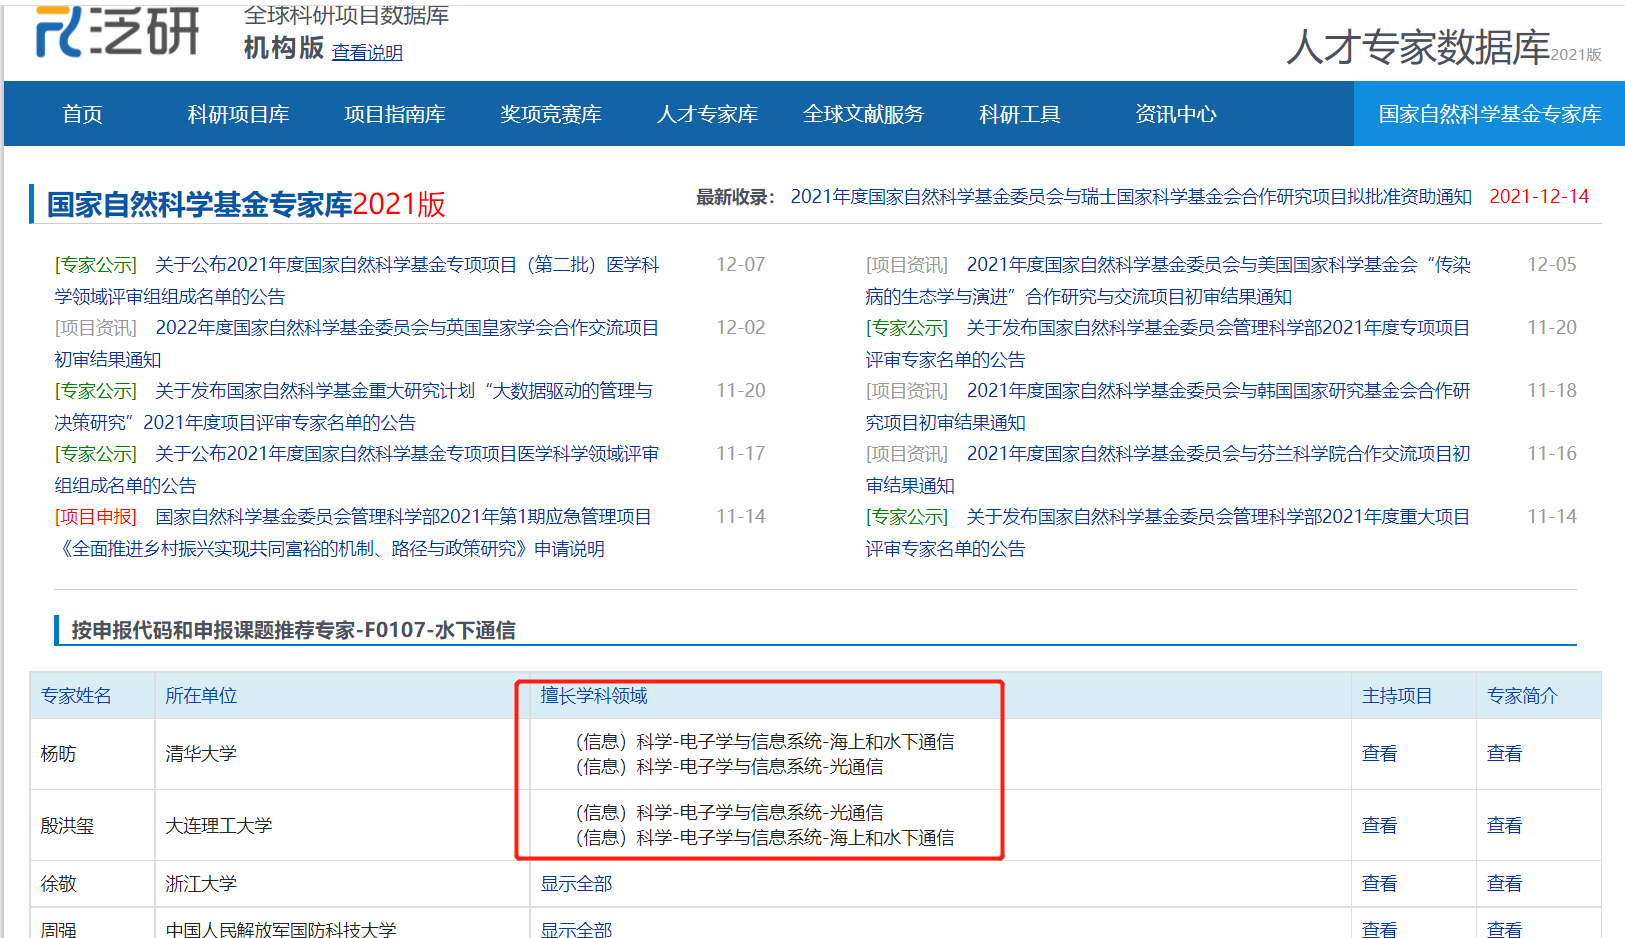 泛研
全球科研项目数据库
机构版 查看说明
人才专家数据库2021版
首页 科研项目库 项目指南库 奖项竞赛库 人才专家库 全球文献服务 科研工具 资讯中心 国家自然科学基金专家库
国家自然科学基金专家库2021版
最新收录： 2021年度国家自然科学基金委员会与瑞士国家科学基金会合作研究项目拟批准资助通知 2021-12-14
[专家公示] 关于公布2021年度国家自然科学基金专项项目（第二批）医学科 12-07
学领域评审组组成名单的公告
[项目资讯] 2022年度国家自然科学基金委员会与英国皇家学会合作交流项目 12-02
初审结果通知
[专家公示] 关于发布国家自然科学基金重大研究计划“大数据驱动的管理与 11-20
决策研究”2021年度项目评审专家名单的公告
[专家公示] 关于公布2021年度国家自然科学基金专项项目医学科学领域评审 11-17
组组成名单的公告
[项目申报] 国家自然科学基金委员会管理科学部2021年第1期应急管理项目 11-14
《全面推进乡村振兴实现共同富裕的机制、路径与政策研究》申请说明
[项目资讯] 2021年度国家自然科学基金委员会与美国国家科学基金会“传染 12-05
病的生态学与演进”合作研究与交流项目初审结果通知
[专家公示] 关于发布国家自然科学基金委员会管理科学部2021年度专项项目 11-20
评审专家名单的公告
[项目资讯] 2021年度国家自然科学基金委员会与韩国国家研究基金会合作研 11-18
究项目初审结果通知
[项目资讯] 2021年度国家自然科学基金委员会与芬兰科学院合作交流项目初 11-16
审结果通知
[专家公示] 关于发布国家自然科学基金委员会管理科学部2021年度重大项目 11-14
评审专家名单的公告
按申报代码和申报课题推荐专家-F0107-水下通信
专家姓名 所在单位 擅长学科领域 主持项目 专家简介
杨昉 清华大学 （信息）科学-电子学与信息系统-海上和水下通信 查看 查看
（信息）科学-电子学与信息系统-光通信
殷洪玺 大连理工大学 （信息）科学-电子学与信息系统-光通信 查看 查看
（信息）科学-电子学与信息系统-海上和水下通信
徐敬 浙江大学 显示全部 查看 查看
周强 中国人民解放军国防科技大学 显示全部 查看 查看